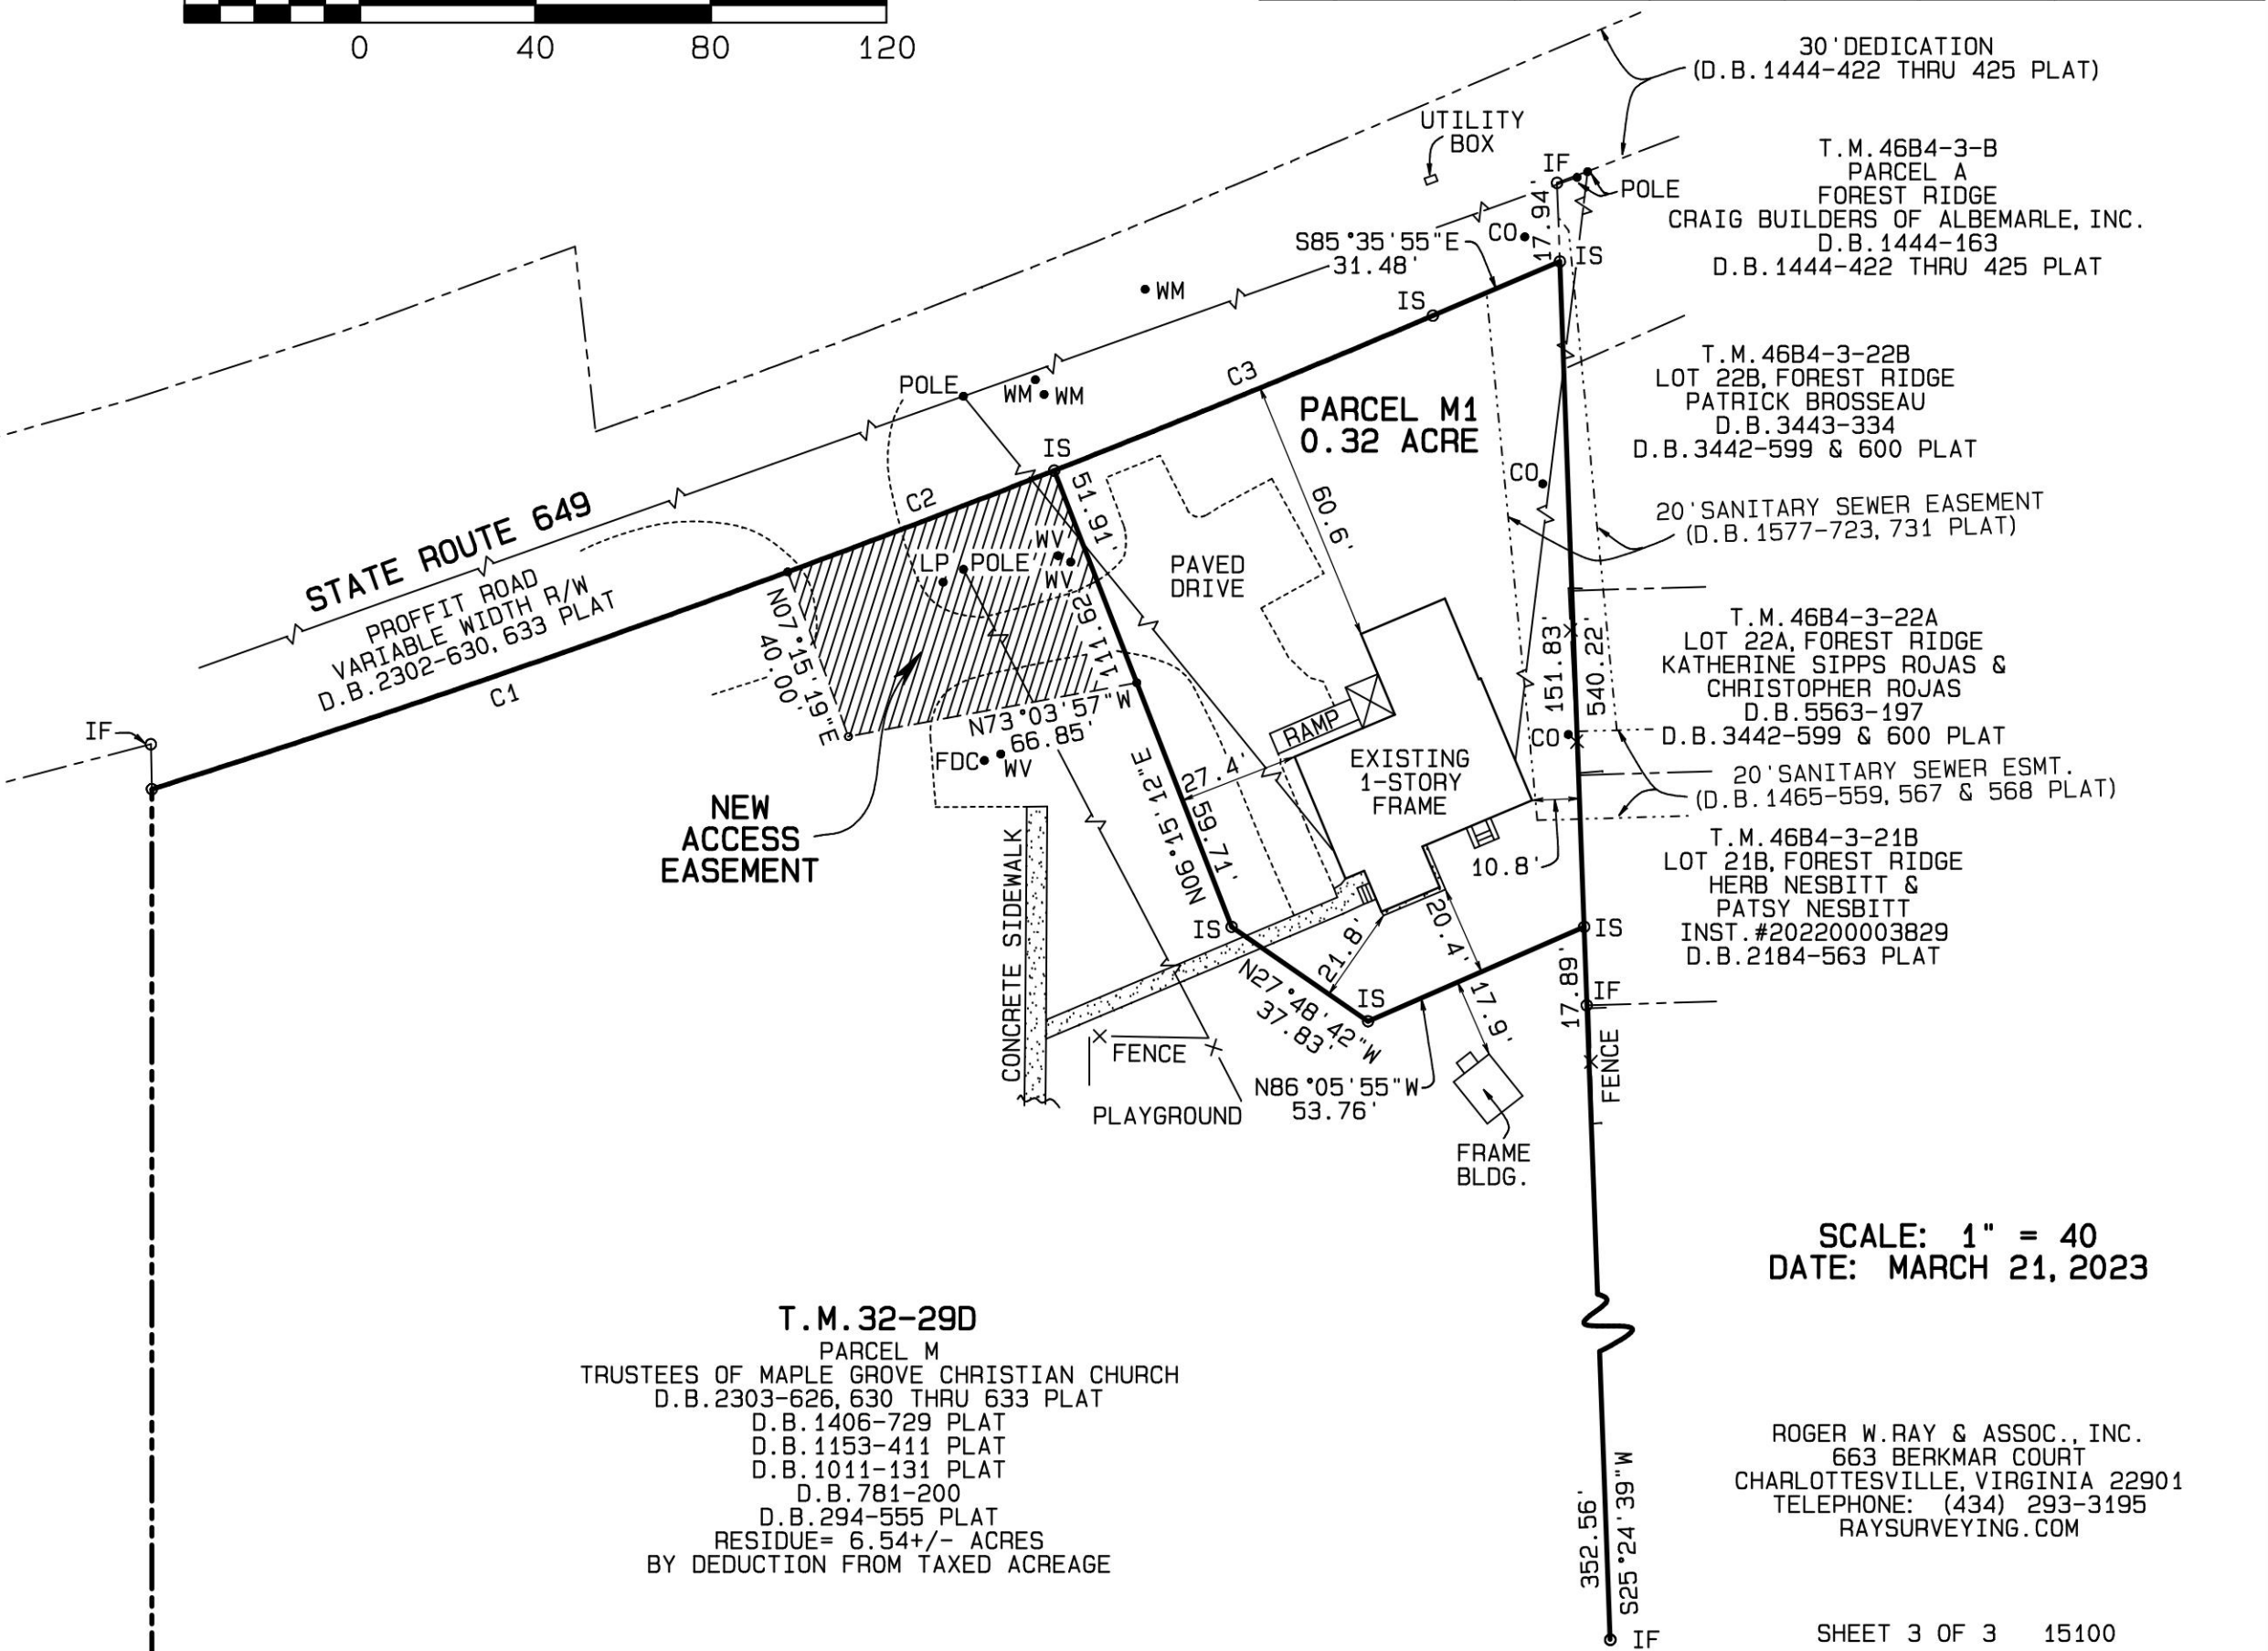 0 40 80 120
30'DEDICATION
(D.B.1444-422 THRU 425 PLAT)
UTILITY
BOX
IF
POLE
T.M.46B4-3-B
PARCEL A
FOREST RIDGE
CRAIG BUILDERS OF ALBEMARLE, INC.
D.B.1444-163
D.B.1444-422 THRU 425 PLAT
17.94'
CO
S85°35'55"E
31.48'
IS
IS
WM
C3
POLE
WM
WM
PARCEL M1
0.32 ACRE
T.M.46B4-3-22B
LOT 22B, FOREST RIDGE
PATRICK BROSSEAU
D.B.3443-334
D.B.3442-599 & 600 PLAT
IS
CO
20'SANITARY SEWER EASEMENT
(D.B.1577-723, 731 PLAT)
C2
51.91'
60.6'
STATE ROUTE 649
PROFFIT ROAD
VARIABLE WIDTH R/W
D.B.2302-630, 633 PLAT
C1
IF
LP
POLE
WV
WV
PAVED
DRIVE
N07°15'19"E
40.00'
111.62'
N73°03'57"W
66.85'
FDC
WV
RAMP
151.83'
540.22'
T.M.46B4-3-22A
LOT 22A, FOREST RIDGE
KATHERINE SIPPS ROJAS &
CHRISTOPHER ROJAS
D.B.5563-197
D.B.3442-599 & 600 PLAT
CO
EXISTING
1-STORY
FRAME
27.4'
59.71'
N06°15'12"E
20'SANITARY SEWER ESMT.
(D.B.1465-559, 567 & 568 PLAT)
NEW
ACCESS
EASEMENT
10.8'
T.M.46B4-3-21B
LOT 21B, FOREST RIDGE
HERB NESBITT &
PATSY NESBITT
INST.#202200003829
D.B.2184-563 PLAT
CONCRETE SIDEWALK
IS
IS
21.8'
20.4'
N27°48'42"W
37.83'
IS
17.9'
17.89'
IF
FENCE
FENCE
N86°05'55"W
53.76'
PLAYGROUND
FRAME
BLDG.
SCALE: 1" = 40
DATE: MARCH 21, 2023
T.M.32-29D
PARCEL M
TRUSTEES OF MAPLE GROVE CHRISTIAN CHURCH
D.B.2303-626, 630 THRU 633 PLAT
D.B.1406-729 PLAT
D.B.1153-411 PLAT
D.B.1011-131 PLAT
D.B.781-200
D.B.294-555 PLAT
RESIDUE= 6.54+/- ACRES
BY DEDUCTION FROM TAXED ACREAGE
352.56'
S25°24'39"W
IF
ROGER W.RAY & ASSOC., INC.
663 BERKMAR COURT
CHARLOTTESVILLE, VIRGINIA 22901
TELEPHONE: (434) 293-3195
RAYSURVEYING.COM
SHEET 3 OF 3 15100